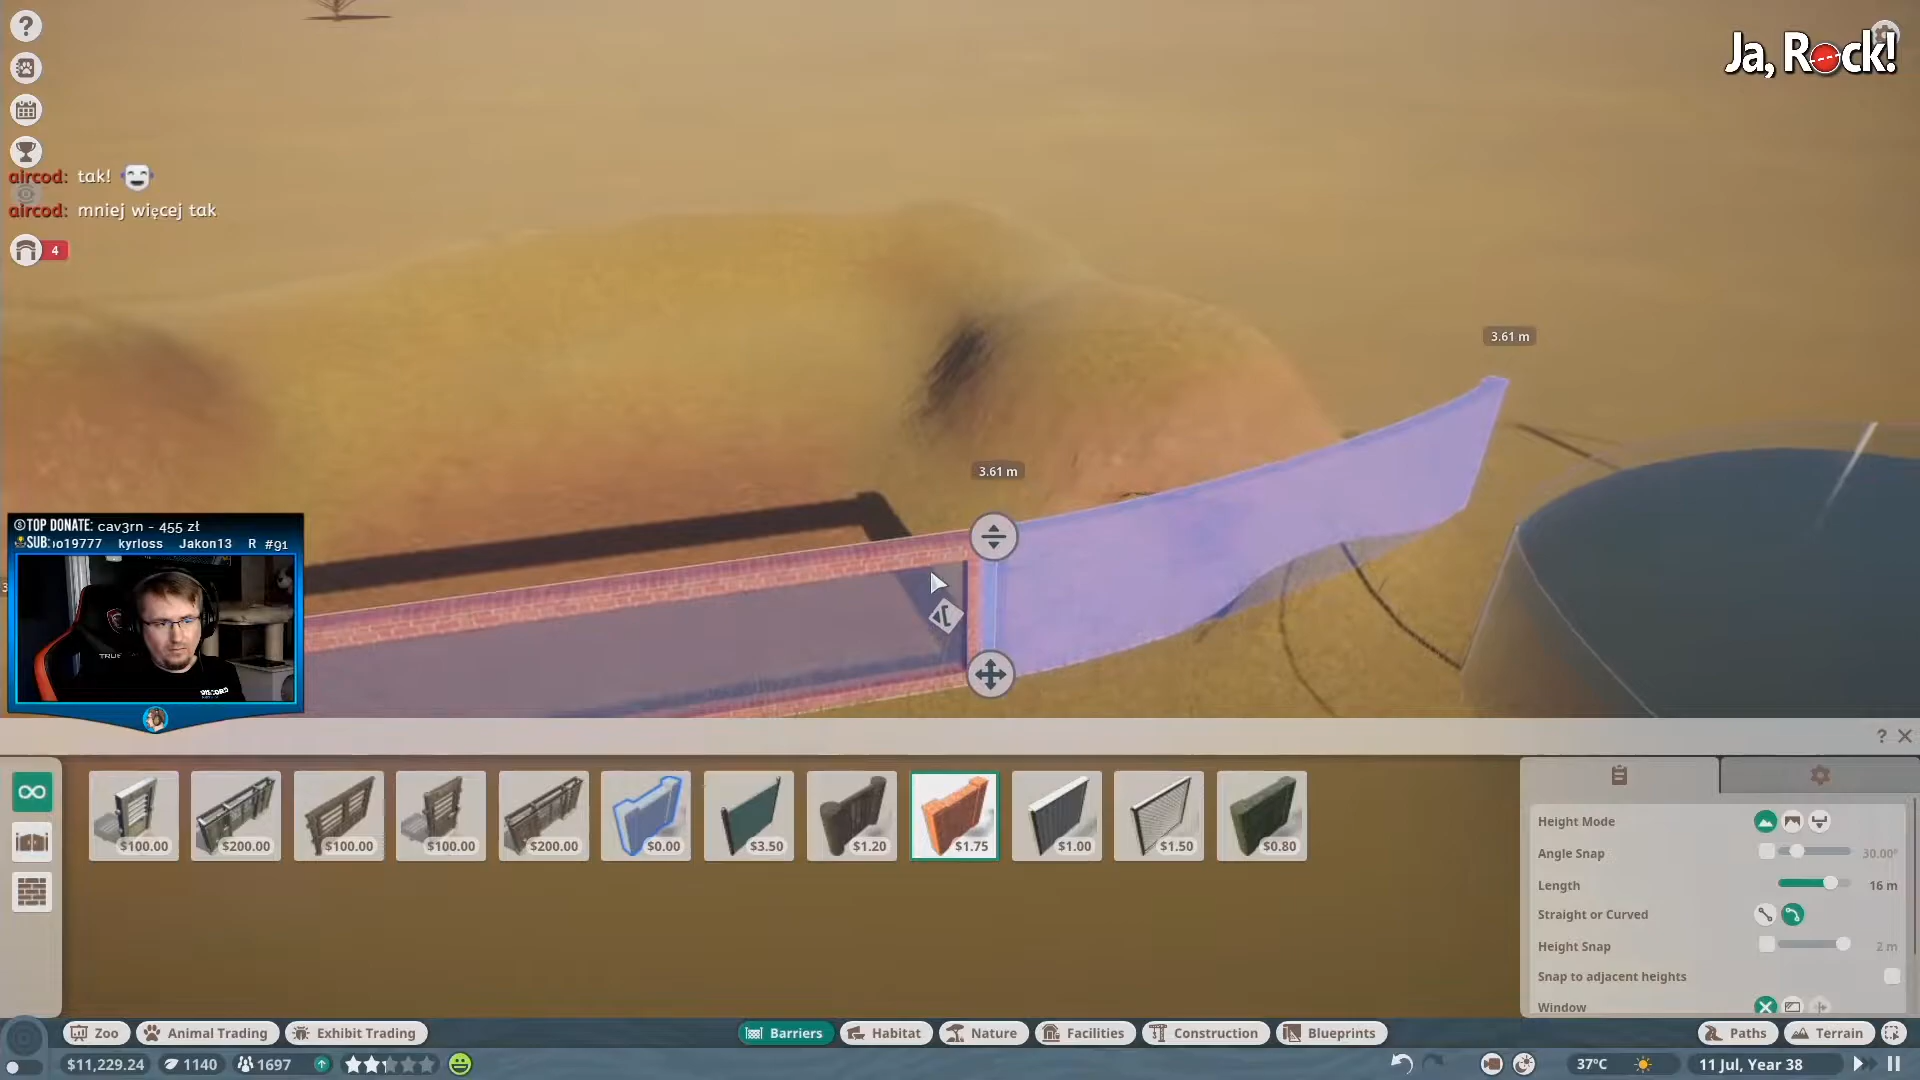 ?
Ja, Rock!
aircod: tak!
aircod: mniej więcej tak
4
3.61 m
3.61 m
TOP DONATE: cav3rn - 455 zł
SUB: o19777 kyrloss Jakon13 R #91
? ×
$100.00 $200.00 $100.00 $100.00 $200.00 $0.00 $3.50 $1.20 $1.75 $1.00 $1.50 $0.80
Height Mode
Angle Snap 30.00°
Length 16 m
Straight or Curved
Height Snap 2 m
Snap to adjacent heights
Window
Zoo Animal Trading Exhibit Trading Barriers Habitat Nature Facilities Construction Blueprints Paths Terrain
$11,229.24 1140 1697 37°C 11 Jul, Year 38